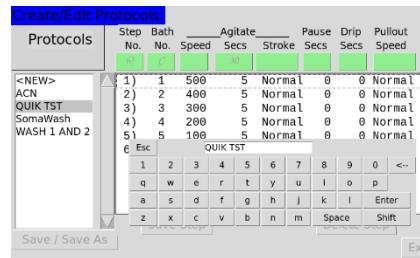 Create/Edit Protocols:
Protocols
Step Bath Agitate Pause Drip Pullout
No. No. Speed Secs Stroke Secs Secs Speed
<NEW>
ACN
QUIK TST
SomaWash
WASH 1 AND 2
1) 1 500 5 Normal 0 0 Normal
2) 2 400 5 Normal 0 0 Normal
3) 3 300 5 Normal 0 0 Normal
4) 4 200 5 Normal 0 0 Normal
5) 5 100 5 Normal 0 0 Normal
Esc QUIK TST
1 2 3 4 5 6 7 8 9 0 <--
q w e r t y u i o p
a s d f g h j k l Enter
z x c v b n m Space Shift
Save / Save As